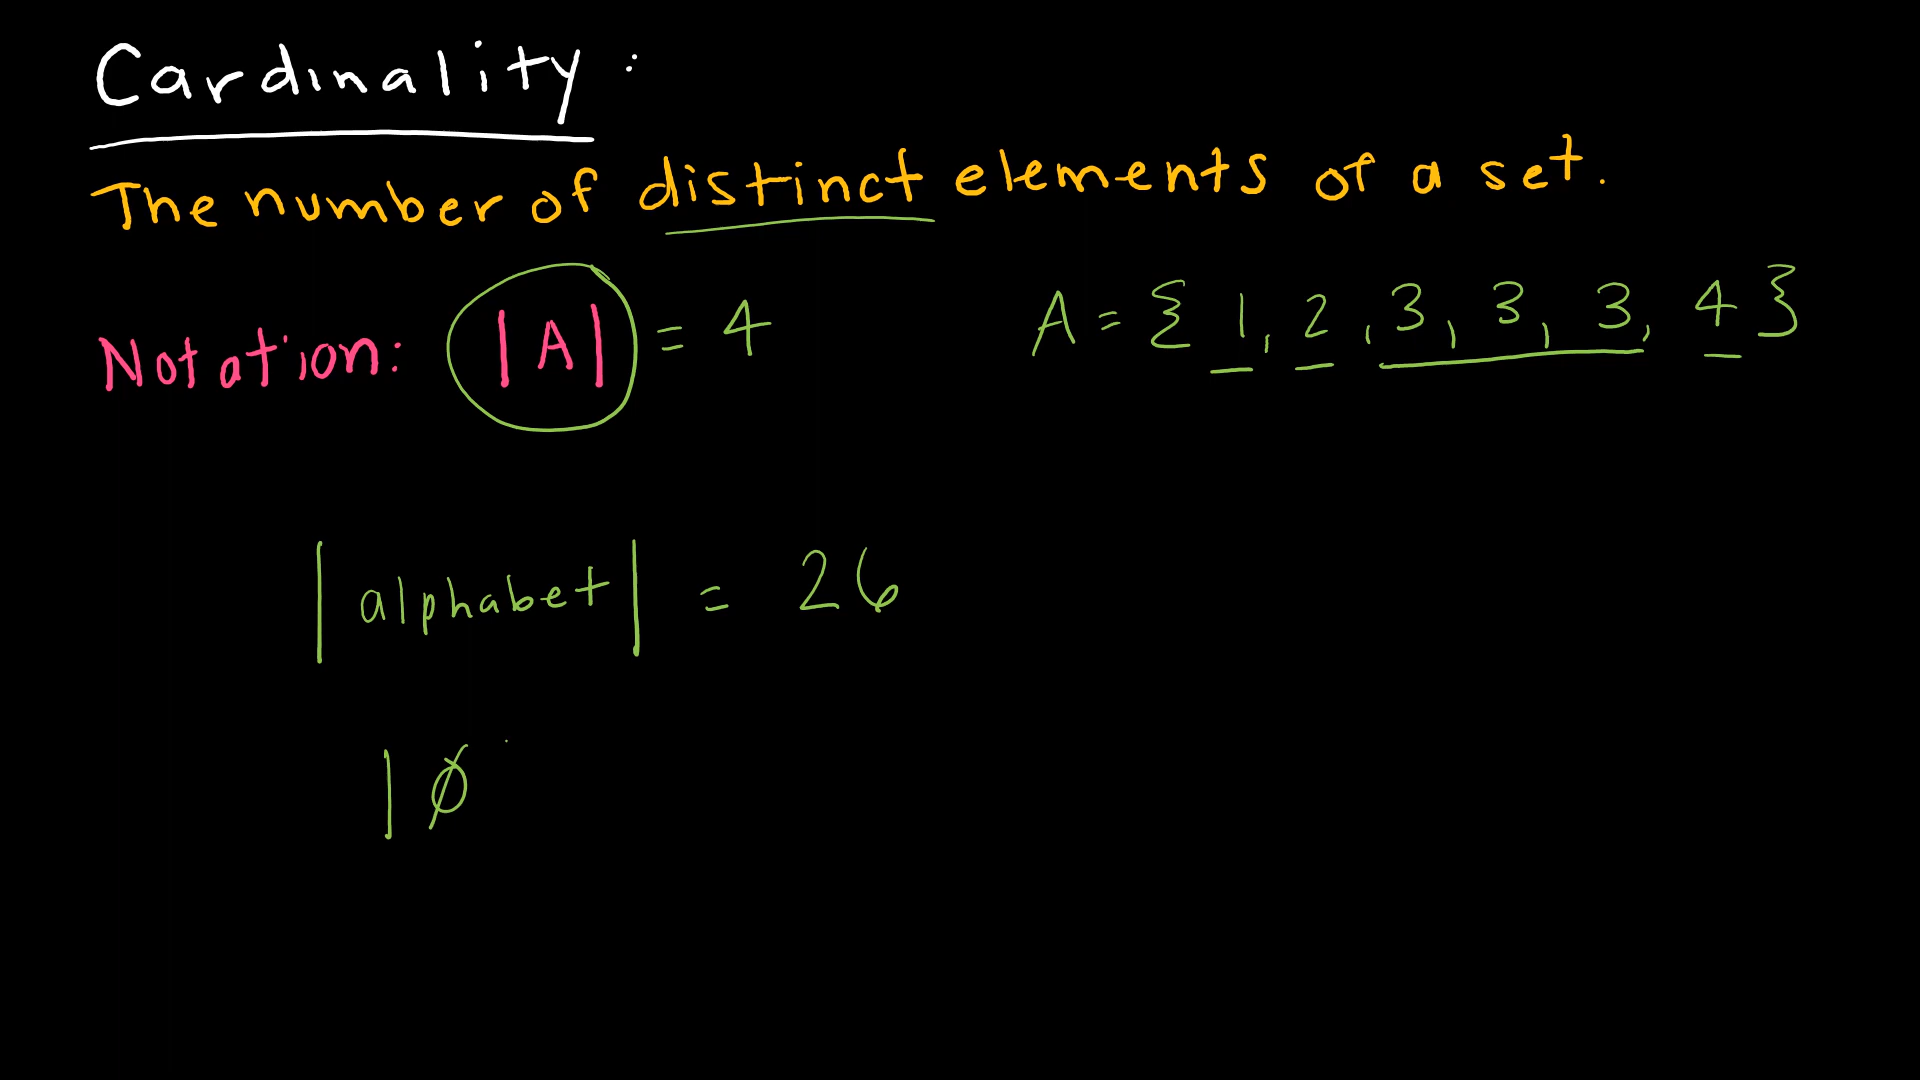 Cardinality:
The number of distinct elements of a set.
Notation: |A| = 4
A = { 1, 2, 3, 3, 3, 4 }
|alphabet| = 26
|∅